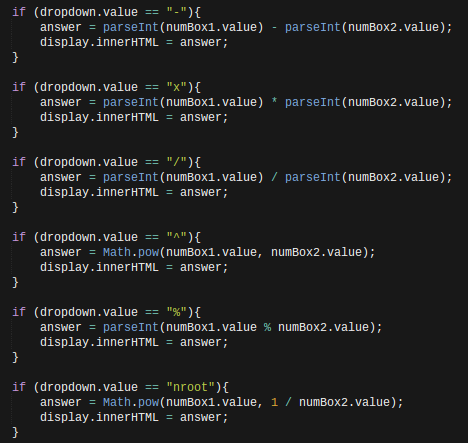 if (dropdown.value == "-"){
    answer = parseInt(numBox1.value) - parseInt(numBox2.value);
    display.innerHTML = answer;
}

if (dropdown.value == "x"){
    answer = parseInt(numBox1.value) * parseInt(numBox2.value);
    display.innerHTML = answer;
}

if (dropdown.value == "/"){
    answer = parseInt(numBox1.value) / parseInt(numBox2.value);
    display.innerHTML = answer;
}

if (dropdown.value == "^"){
    answer = Math.pow(numBox1.value, numBox2.value);
    display.innerHTML = answer;
}

if (dropdown.value == "%"){
    answer = parseInt(numBox1.value % numBox2.value);
    display.innerHTML = answer;
}

if (dropdown.value == "nroot"){
    answer = Math.pow(numBox1.value, 1 / numBox2.value);
    display.innerHTML = answer;
}